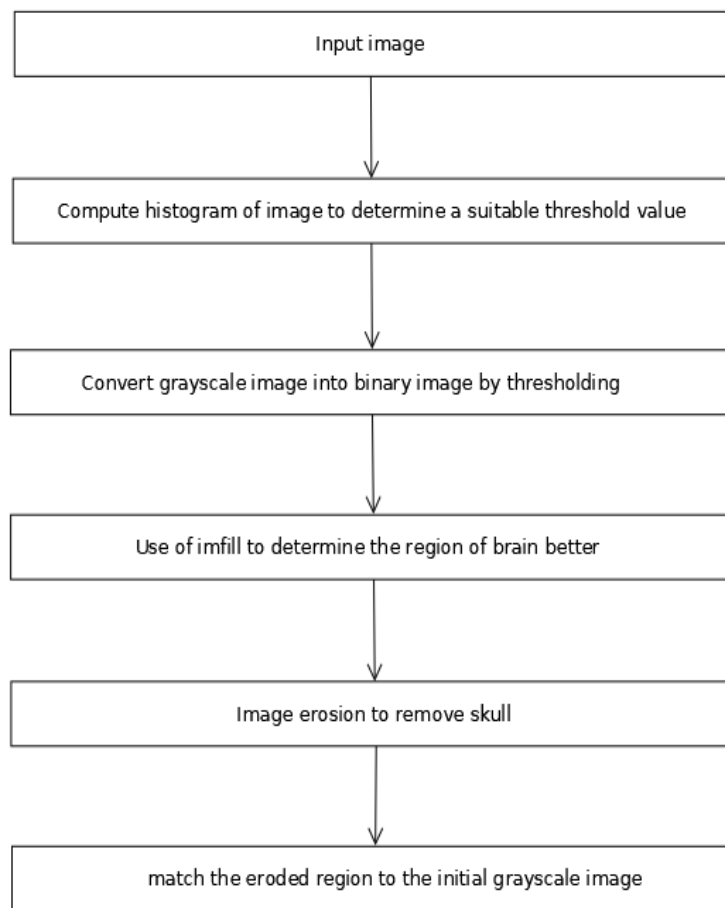 Input image
Compute histogram of image to determine a suitable threshold value
Convert grayscale image into binary image by thresholding
Use of imfill to determine the region of brain better
Image erosion to remove skull
match the eroded region to the initial grayscale image